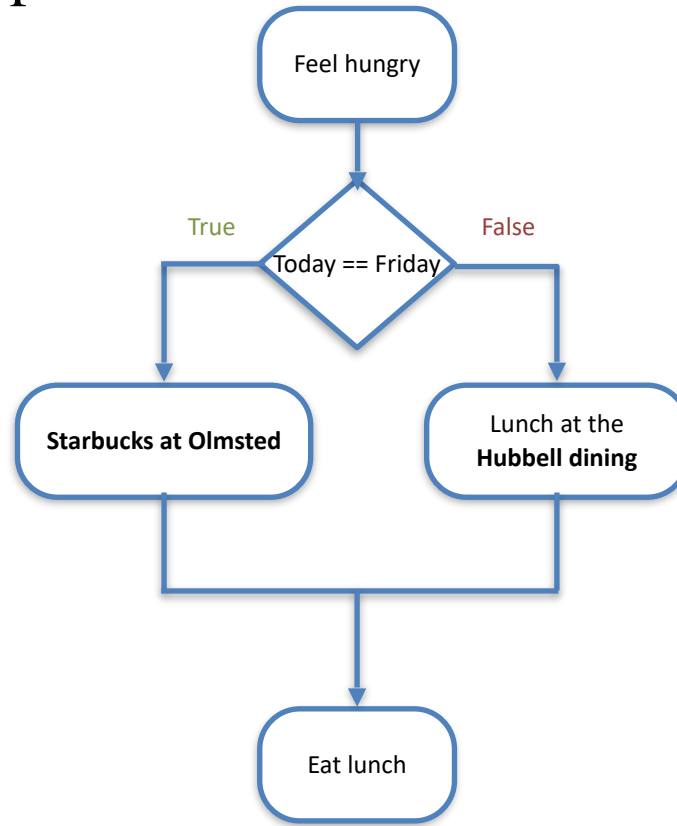 Feel hungry
True
False
Today == Friday
Starbucks at Olmsted
Lunch at the
Hubbell dining
Eat lunch